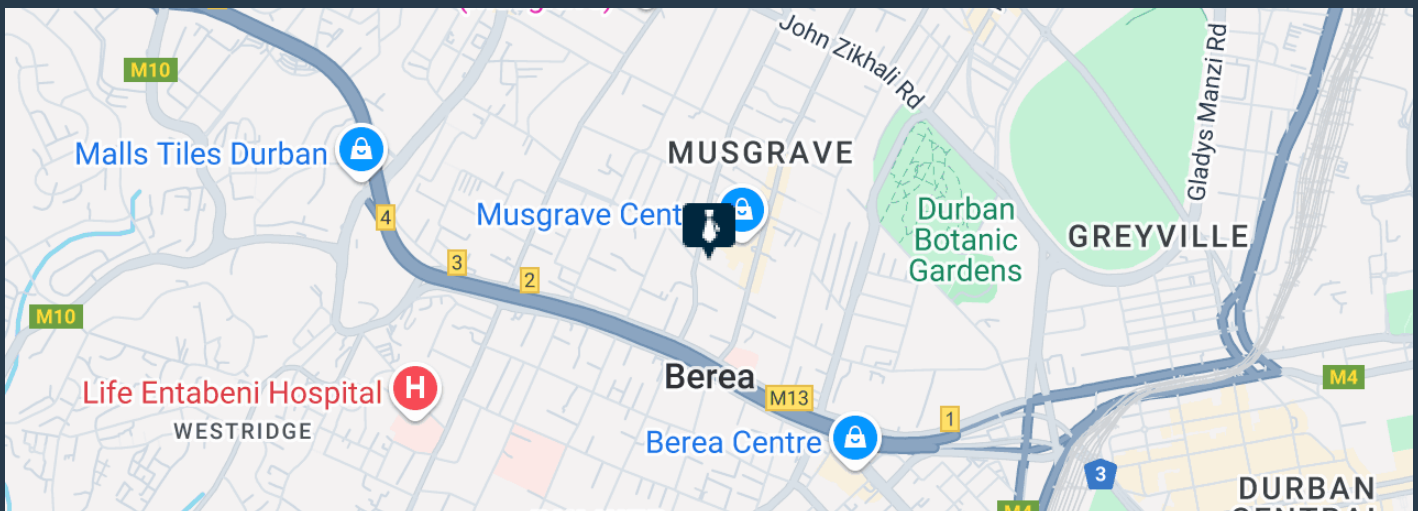 John Zikhali Rd
Gladys Manzi Rd
M10
Malls Tiles Durban
MUSGRAVE
Musgrave Cent
4
Durban
Botanic
Gardens
GREYVILLE
3
2
M10
Berea
M4
Life Entabeni Hospital
H
M13
WESTRIDGE
Berea Centre
1
3
DURBAN
CENTRAL
M4